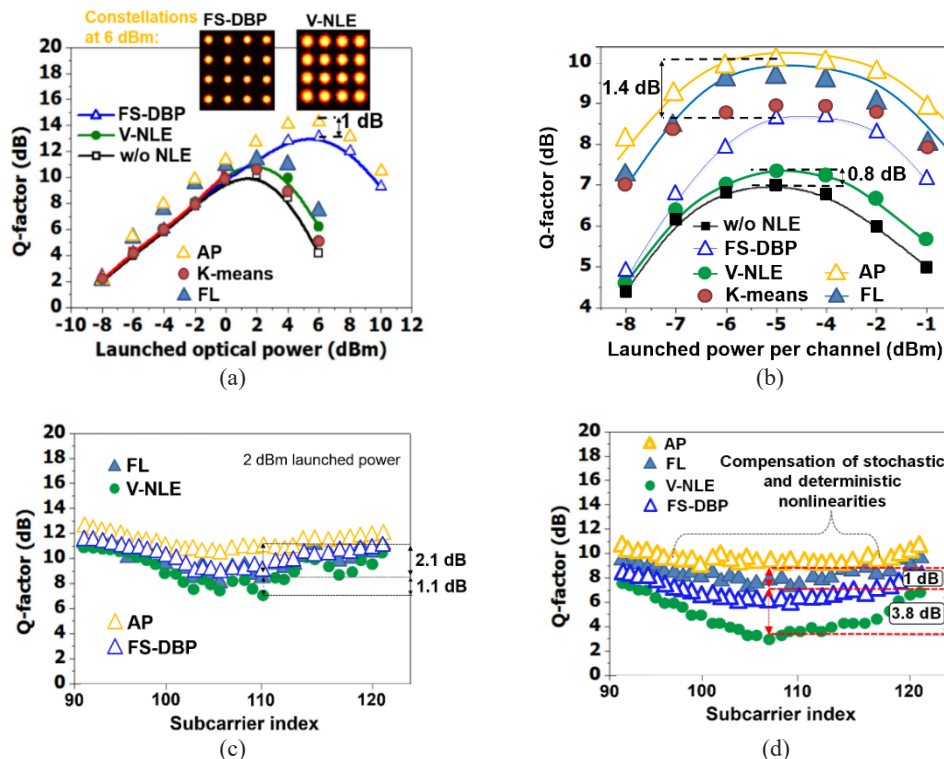 Constellations
at 6 dBm:
FS-DBP
V-NLE
1 dB
FS-DBP
V-NLE
w/o NLE
AP
K-means
FL
Q-factor (dB)
20
18
16
14
12
10
8
6
4
2
0
-10 -8 -6 -4 -2 0 2 4 6 8 10 12
Launched optical power (dBm)
(a)
1.4 dB
0.8 dB
w/o NLE
FS-DBP
V-NLE
AP
K-means
FL
Q-factor (dB)
10
9
8
7
6
5
4
-8 -7 -6 -5 -4 -2 -1
Launched power per channel (dBm)
(b)
FL
V-NLE
2 dBm launched power
2.1 dB
1.1 dB
AP
FS-DBP
Q-factor (dB)
20
18
16
14
12
10
8
6
4
2
0
90 100 110 120
Subcarrier index
(c)
AP
FL
V-NLE
FS-DBP
Compensation of stochastic
and deterministic
nonlinearities
1 dB
3.8 dB
Q-factor (dB)
20
18
16
14
12
10
8
6
4
2
0
90 100 110 120
Subcarrier index
(d)